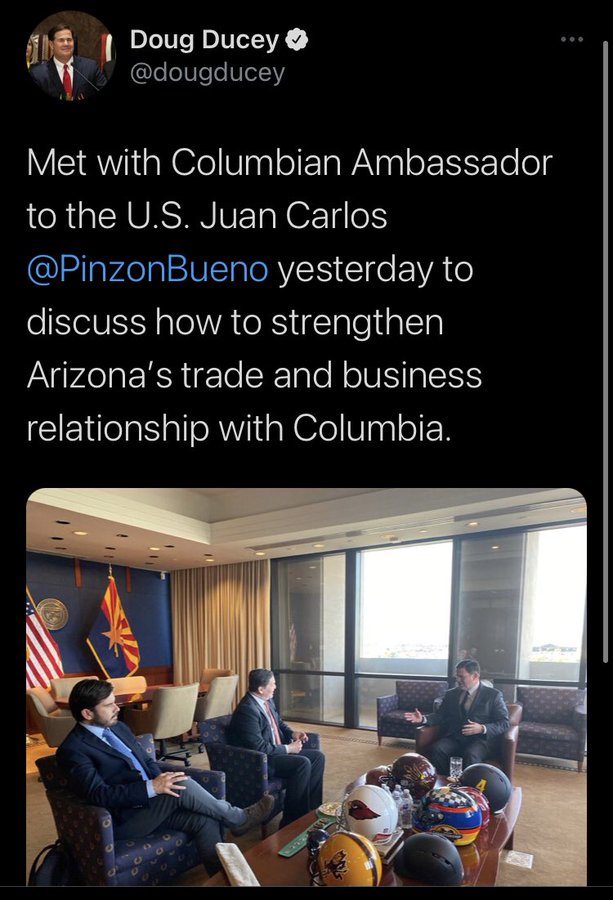 Doug Ducey
@dougducey
Met with Columbian Ambassador
to the U.S. Juan Carlos
@PinzonBueno yesterday to
discuss how to strengthen
Arizona's trade and business
relationship with Columbia.